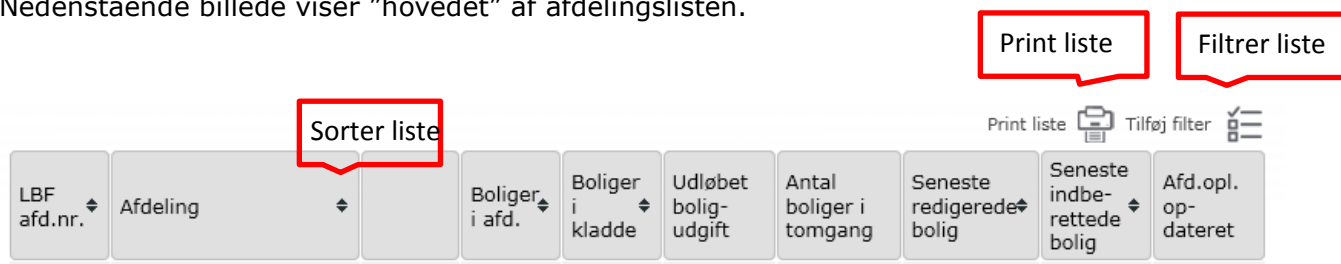 Nedenstående billede viser ”hovedet” af afdelingslisten.
Print liste
Filtrer liste
Sorter liste
Print liste
Tilføj filter
LBF
afd.nr.
Afdeling
Boliger
i afd.
Boliger
i
kladde
Udløbet
bolig-
udgift
Antal
boliger i
tomgang
Seneste
redigerede
bolig
Seneste
indbe-
rettede
bolig
Afd.opl.
op-
dateret